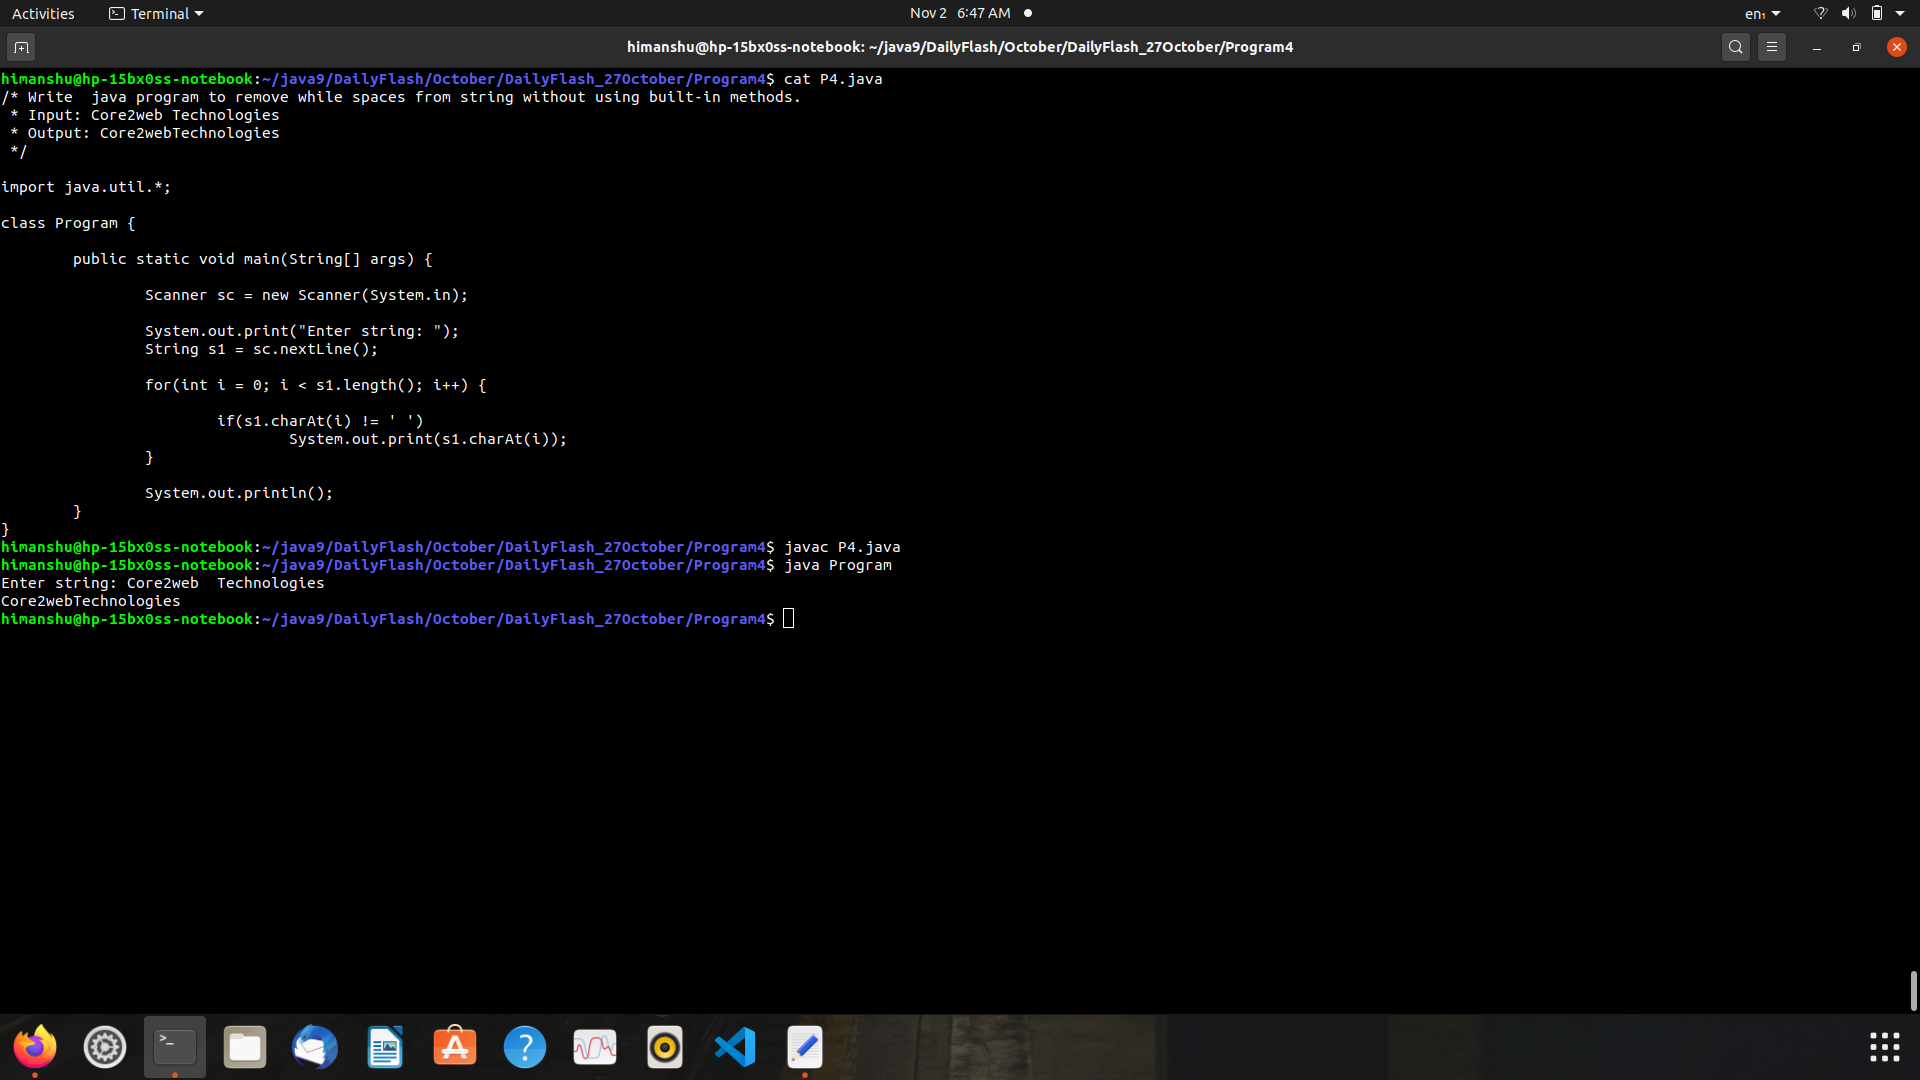 Activities Terminal Nov 2 6:47 AM en₁
himanshu@hp-15bx0ss-notebook: ~/java9/DailyFlash/October/DailyFlash_27October/Program4
himanshu@hp-15bx0ss-notebook:~/java9/DailyFlash/October/DailyFlash_27October/Program4$ cat P4.java
/* Write  java program to remove while spaces from string without using built-in methods.
 * Input: Core2web Technologies
 * Output: Core2webTechnologies
 */
import java.util.*;
class Program {
        public static void main(String[] args) {
                Scanner sc = new Scanner(System.in);
                System.out.print("Enter string: ");
                String s1 = sc.nextLine();
                for(int i = 0; i < s1.length(); i++) {
                        if(s1.charAt(i) != ' ')
                                System.out.print(s1.charAt(i));
                }
                System.out.println();
        }
}
himanshu@hp-15bx0ss-notebook:~/java9/DailyFlash/October/DailyFlash_27October/Program4$ javac P4.java
himanshu@hp-15bx0ss-notebook:~/java9/DailyFlash/October/DailyFlash_27October/Program4$ java Program
Enter string: Core2web  Technologies
Core2webTechnologies
himanshu@hp-15bx0ss-notebook:~/java9/DailyFlash/October/DailyFlash_27October/Program4$